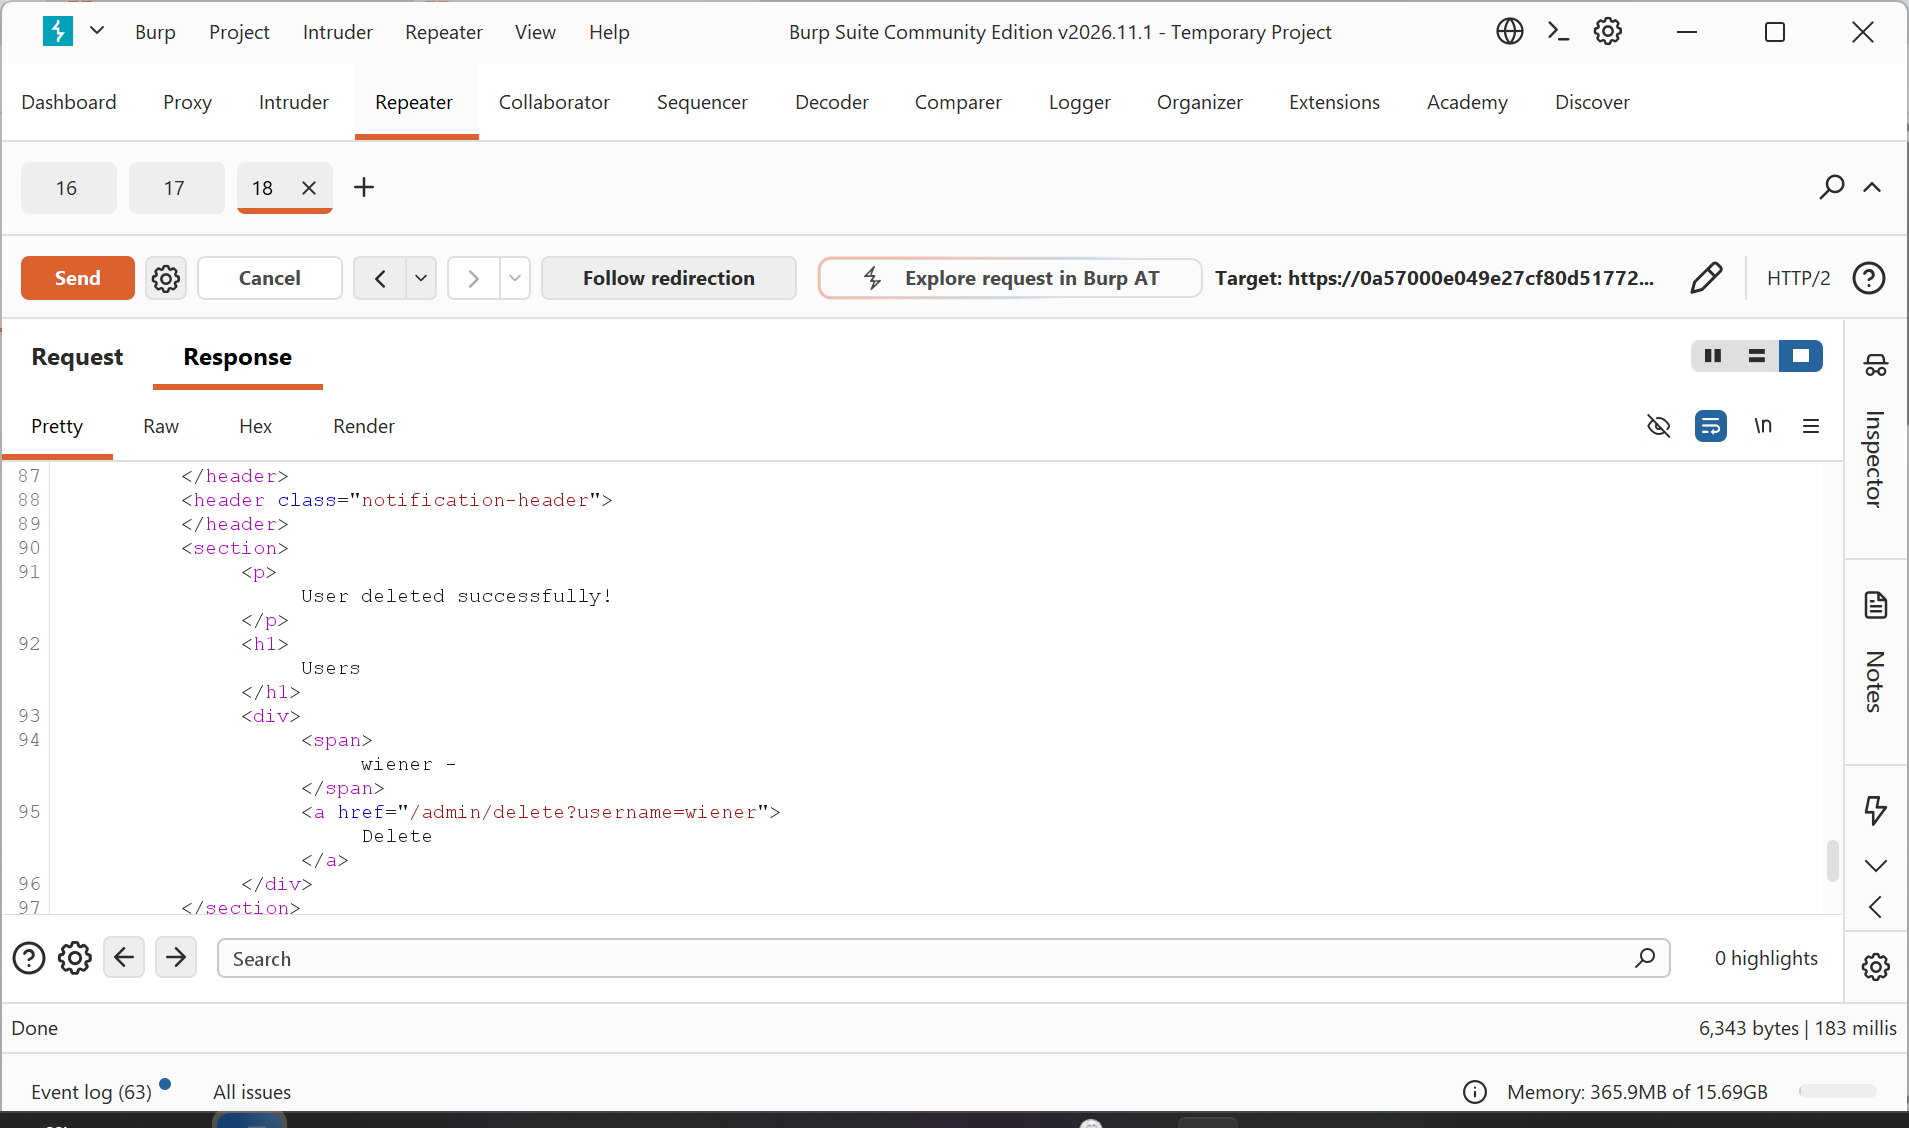 Burp Project Intruder Repeater View Help Burp Suite Community Edition v2026.11.1 - Temporary Project
Dashboard Proxy Intruder Repeater Collaborator Sequencer Decoder Comparer Logger Organizer Extensions Academy Discover
16 17 18
Send Cancel Follow redirection Explore request in Burp AT Target: https://0a57000e049e27cf80d51772... HTTP/2
Request Response
Pretty Raw Hex Render \n
Inspector
Notes
87 </header>
88 <header class="notification-header">
89 </header>
90 <section>
91 <p>
User deleted successfully!
</p>
92 <h1>
Users
</h1>
93 <div>
94 <span>
wiener -
</span>
95 <a href="/admin/delete?username=wiener">
Delete
</a>
96 </div>
97 </section>
Search 0 highlights
Done 6,343 bytes | 183 millis
Event log (63) All issues Memory: 365.9MB of 15.69GB